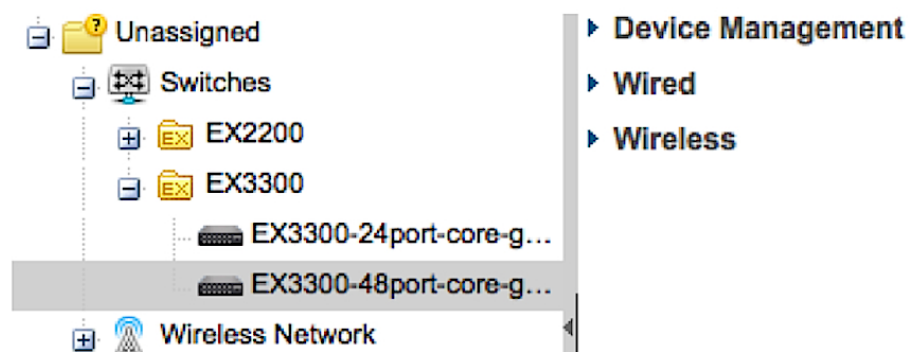 Unassigned
Switches
EX EX2200
EX EX3300
EX3300-24port-core-g...
EX3300-48port-core-g...
Wireless Network
Device Management
Wired
Wireless